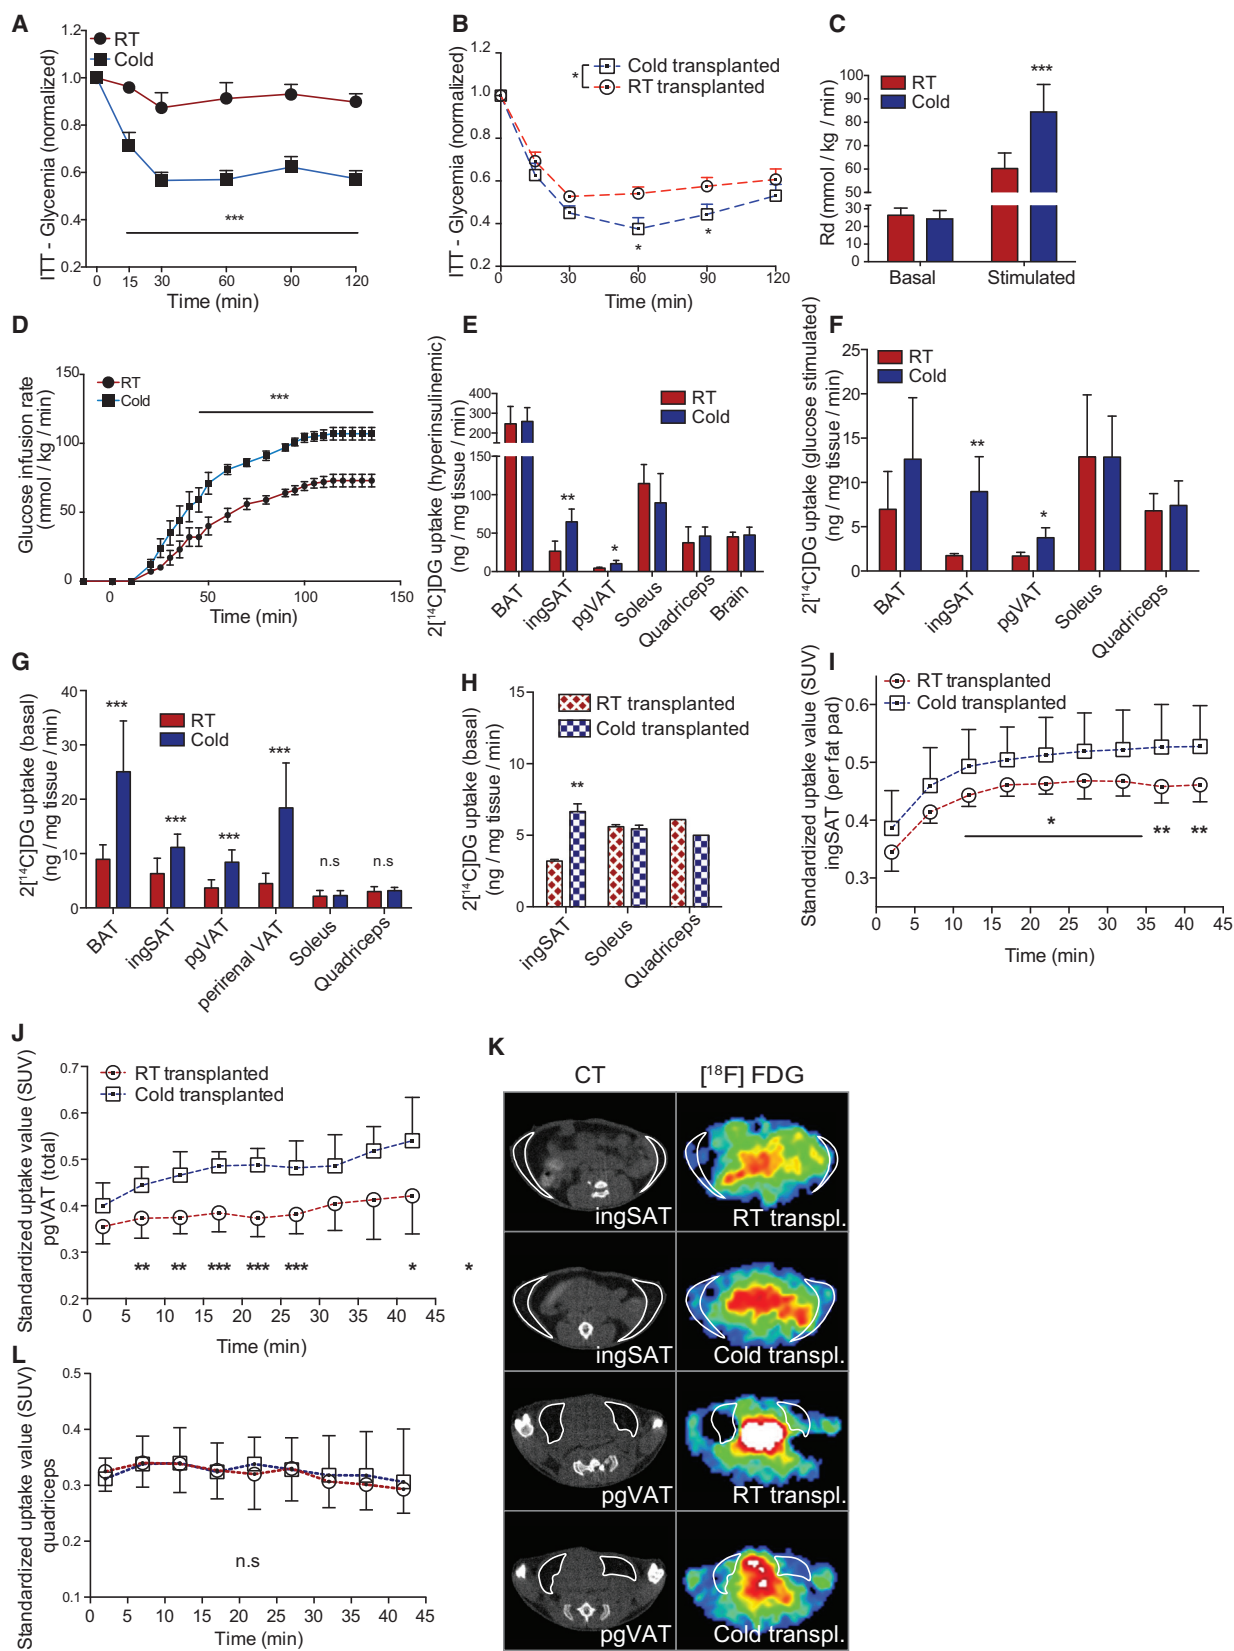 A
ITT - Glycemia (normalized)
1.2
1.0
0.8
0.6
0.4
0.2
RT
Cold
***
0 15 30 60 90 120
Time (min)
B
ITT - Glycemia (normalized)
1.2
1.0
0.8
0.6
0.4
0.2
* Cold transplanted
RT transplanted
* *
0 30 60 90 120
Time (min)
C
Rd (mmol / kg / min)
100
90
80
70
60
50
30
20
10
0
RT
Cold
***
Basal Stimulated
D
Glucose infusion rate
(mmol / kg / min)
150
100
50
0
RT
Cold
***
0 50 100 150
Time (min)
E
2[¹⁴C]DG uptake (hyperinsulinemic)
(ng / mg tissue / min)
400
300
200
150
100
50
0
RT
Cold
** *
BAT ingSAT pgVAT Soleus Quadriceps Brain
F
2[¹⁴C]DG uptake (glucose stimulated)
(ng / mg tissue / min)
25
20
15
10
5
0
RT
Cold
** *
BAT ingSAT pgVAT Soleus Quadriceps
G
2[¹⁴C]DG uptake (basal)
(ng / mg tissue / min)
40
30
20
10
0
RT
Cold
*** *** *** *** n.s n.s
BAT ingSAT pgVAT perirenal VAT Soleus Quadriceps
H
2[¹⁴C]DG uptake (basal)
(ng / mg tissue / min)
15
10
5
0
RT transplanted
Cold transplanted
**
ingSAT Soleus Quadriceps
I
Standardized uptake value (SUV)
ingSAT (per fat pad)
0.6
0.5
0.4
0.3
RT transplanted
Cold transplanted
* ** **
0 5 10 15 20 25 30 35 40 45
Time (min)
J
Standardized uptake value (SUV)
pgVAT (total)
0.7
0.6
0.5
0.4
0.3
0.2
RT transplanted
Cold transplanted
** ** *** *** *** * *
0 5 10 15 20 25 30 35 40 45
Time (min)
K
CT [¹⁸F] FDG
ingSAT RT transpl.
ingSAT Cold transpl.
pgVAT RT transpl.
pgVAT Cold transpl.
L
Standardized uptake value (SUV)
quadriceps
0.5
0.4
0.3
0.1
n.s
0 5 10 15 20 25 30 35 40 45
Time (min)